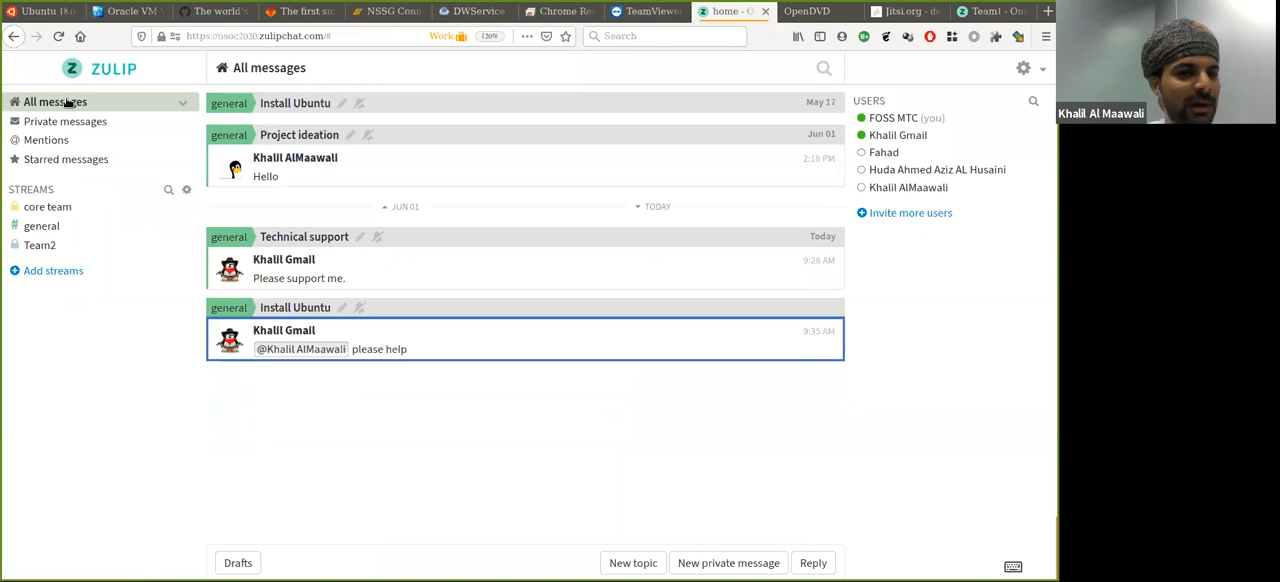 Ubuntu 18.0
Oracle VM V
The world's
The first sin
NSSG Conn
DWService
Chrome Rem
TeamViewer
home - O
OpenDVD
Jitsi.org - de
Team! - Om
https://osoc2020.zulipchat.com/#
Work
120%
Search
ZULIP
All messages
All messages
Private messages
Mentions
Starred messages
STREAMS
core team
general
Team2
Add streams
general Install Ubuntu May 17
general Project ideation Jun 01
Khalil AlMaawali 2:18 PM
Hello
JUN 01 TODAY
general Technical support Today
Khalil Gmail 9:28 AM
Please support me.
general Install Ubuntu
Khalil Gmail 9:35 AM
@Khalil AlMaawali please help
Drafts
New topic
New private message
Reply
USERS
FOSS MTC (you)
Khalil Gmail
Fahad
Huda Ahmed Aziz AL Husaini
Khalil AlMaawali
Invite more users
Khalil Al Maawali